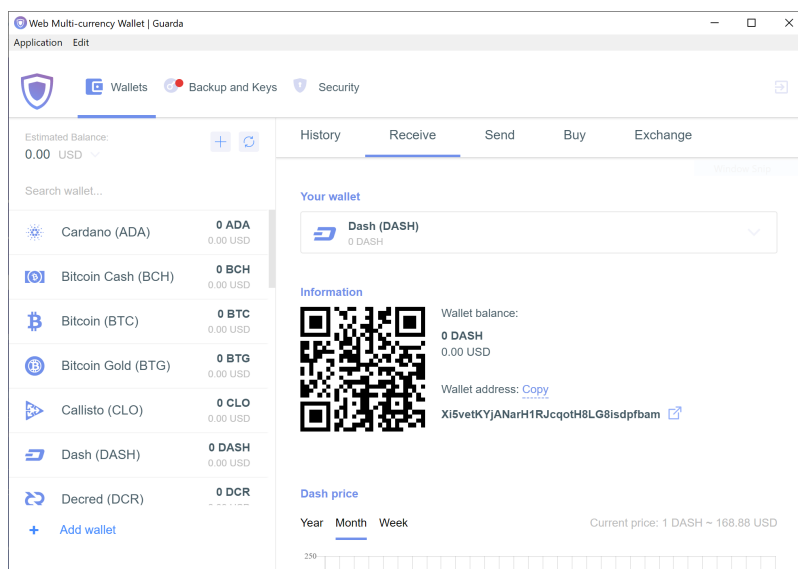 Web Multi-currency Wallet | Guarda
Application Edit
Wallets Backup and Keys Security
Estimated Balance:
0.00 USD
Search wallet...
Cardano (ADA) 0 ADA
0.00 USD
Bitcoin Cash (BCH) 0 BCH
0.00 USD
Bitcoin (BTC) 0 BTC
0.00 USD
Bitcoin Gold (BTG) 0 BTG
0.00 USD
Callisto (CLO) 0 CLO
0.00 USD
Dash (DASH) 0 DASH
0.00 USD
Decred (DCR) 0 DCR
+ Add wallet
History Receive Send Buy Exchange
Your wallet
Dash (DASH)
0 DASH
Information
Wallet balance:
0 DASH
0.00 USD
Wallet address: Copy
Xi5vetKYjANarH1RJcqotH8LG8isdpfbam
Dash price
Year Month Week
Current price: 1 DASH ~ 168.88 USD
250